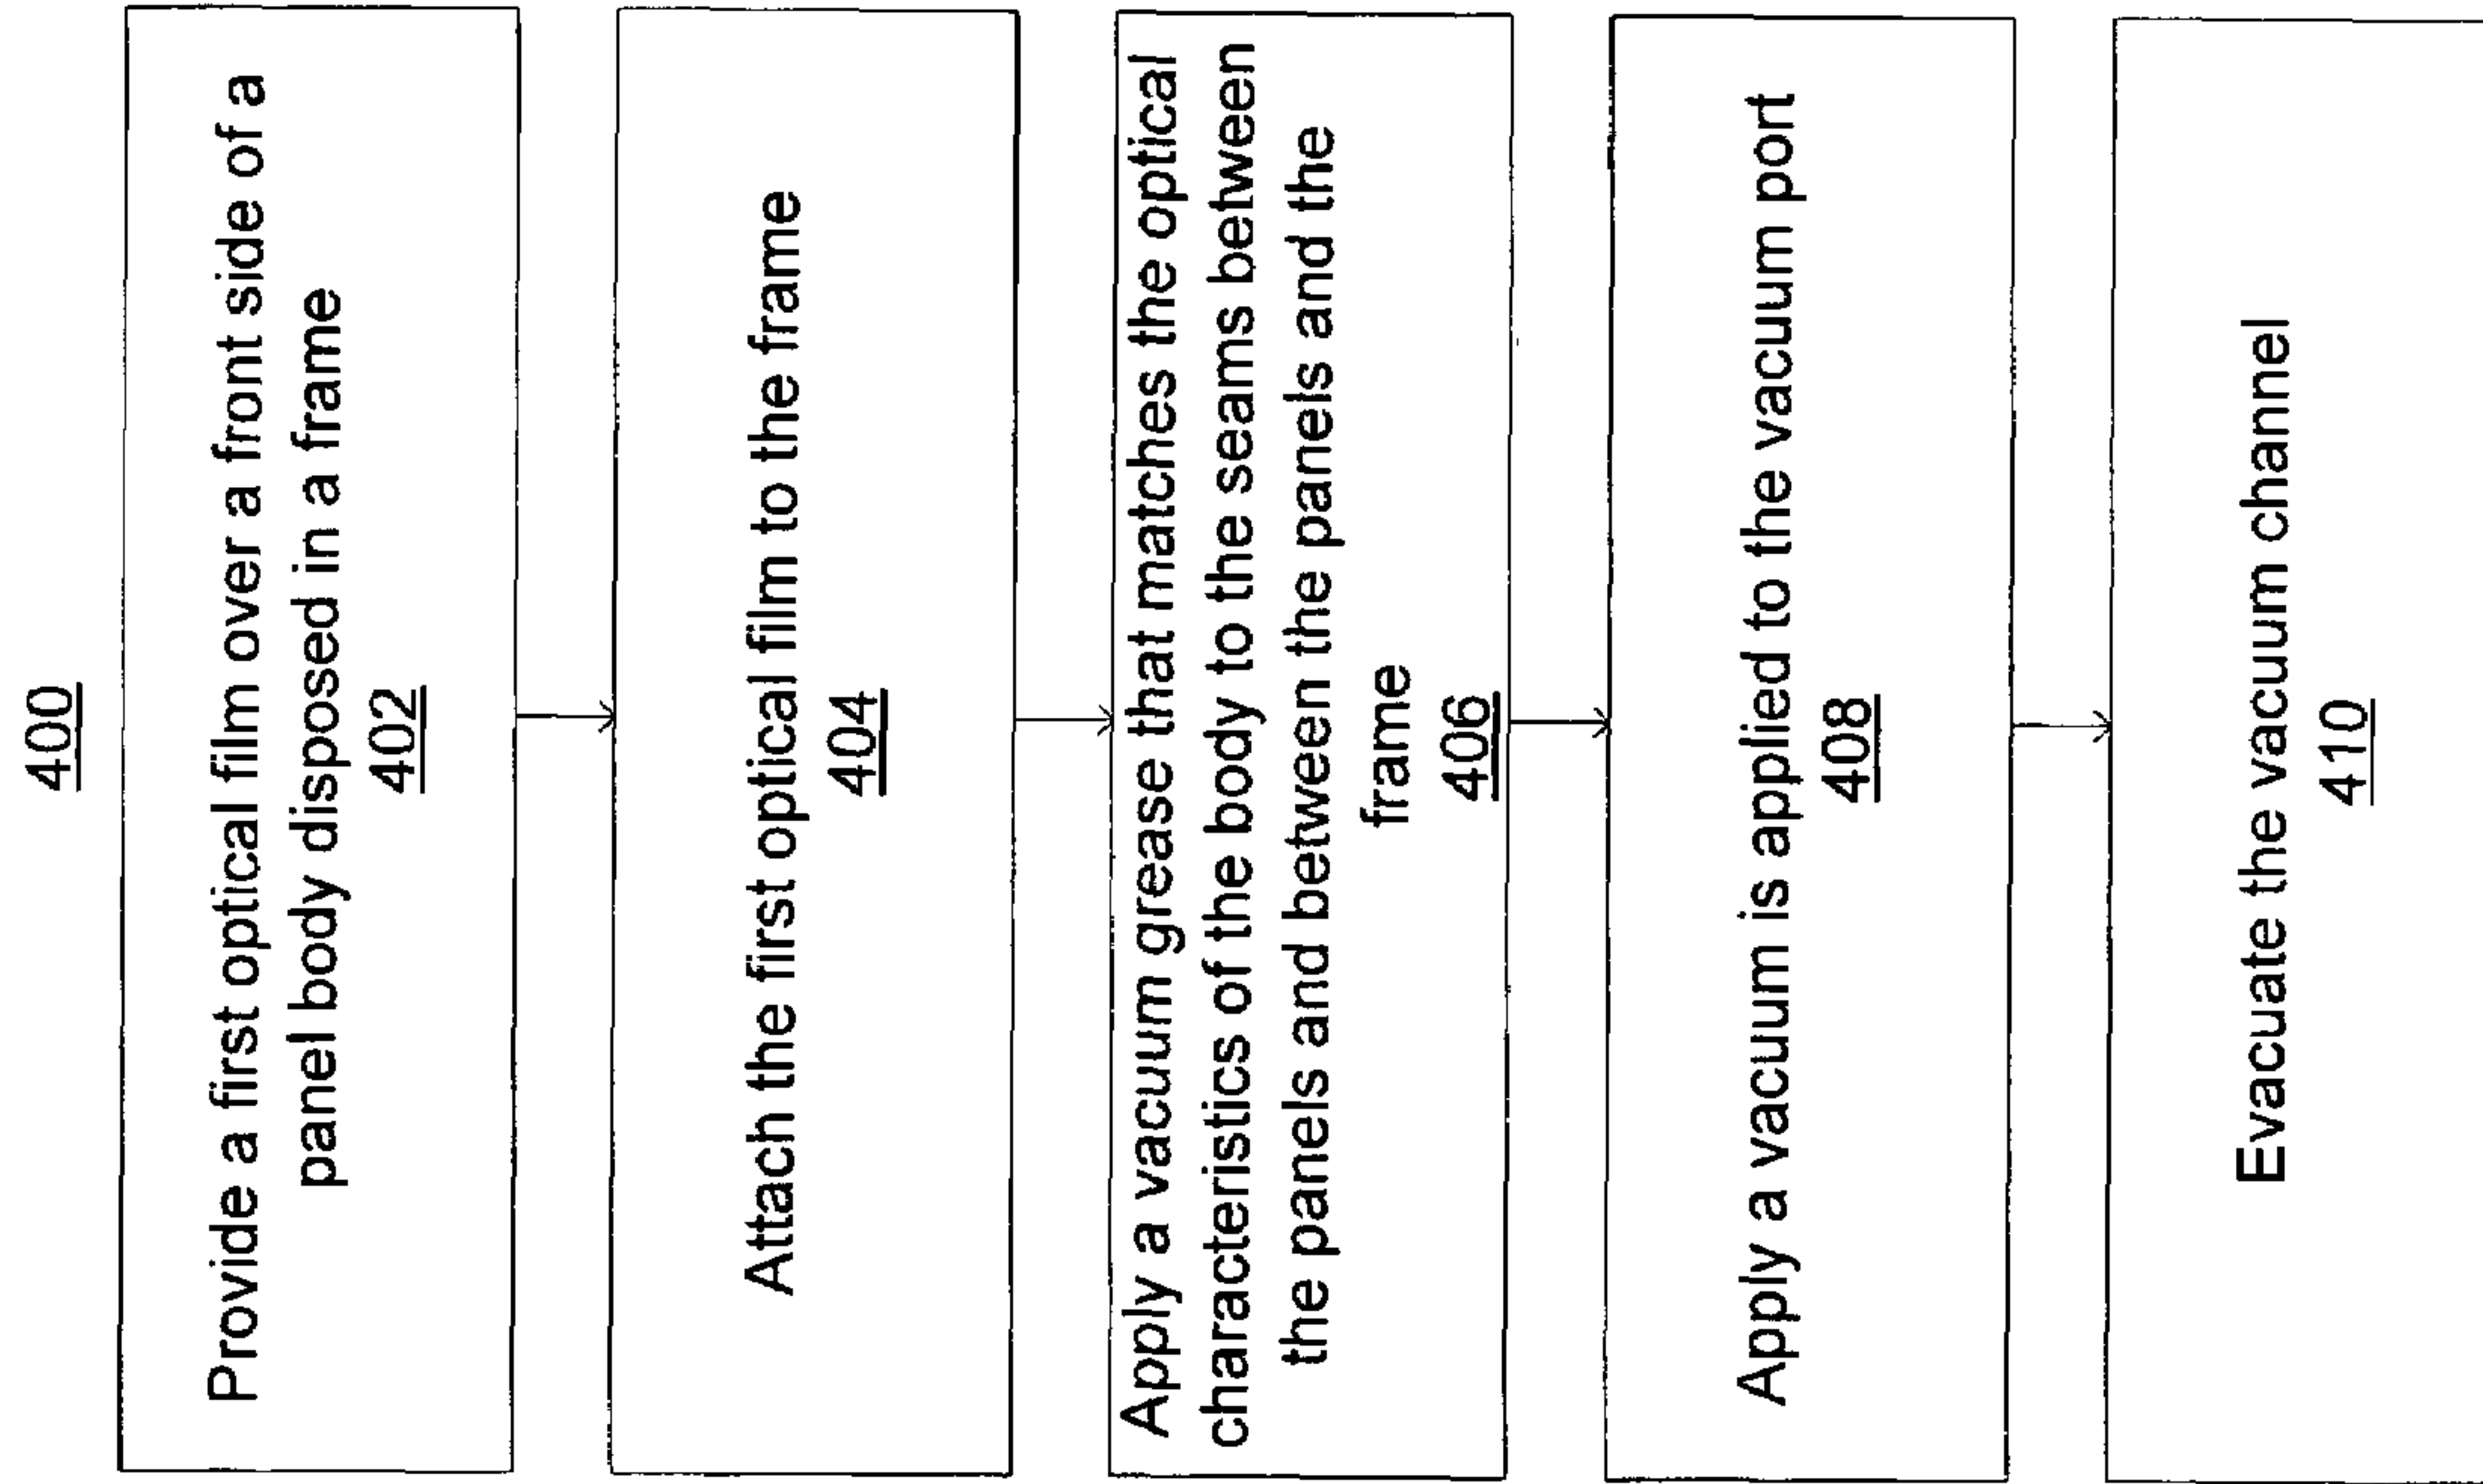 400
Provide a first optical film over a front side of a
panel body disposed in a frame
402
Attach the first optical film to the frame
404
Apply a vacuum grease that matches the optical
characteristics of the body to the seams between
the panels and between the panels and the
frame
406
Apply a vacuum is applied to the vacuum port
408
Evacuate the vacuum channel
410